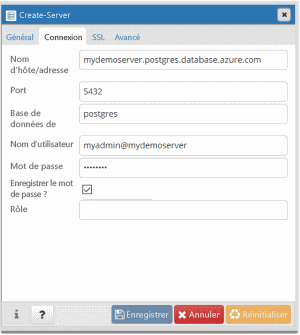 Create-Server
Général Connexion SSL Avancé
Nom
d'hôte/adresse
mydemoserver.postgres.database.azure.com
Port
5432
Base de
données de
postgres
Nom d'utilisateur
myadmin@mydemoserver
Mot de passe
••••••••
Enregistrer le mot
de passe ?
Rôle
i ? Enregistrer Annuler Réinitialiser